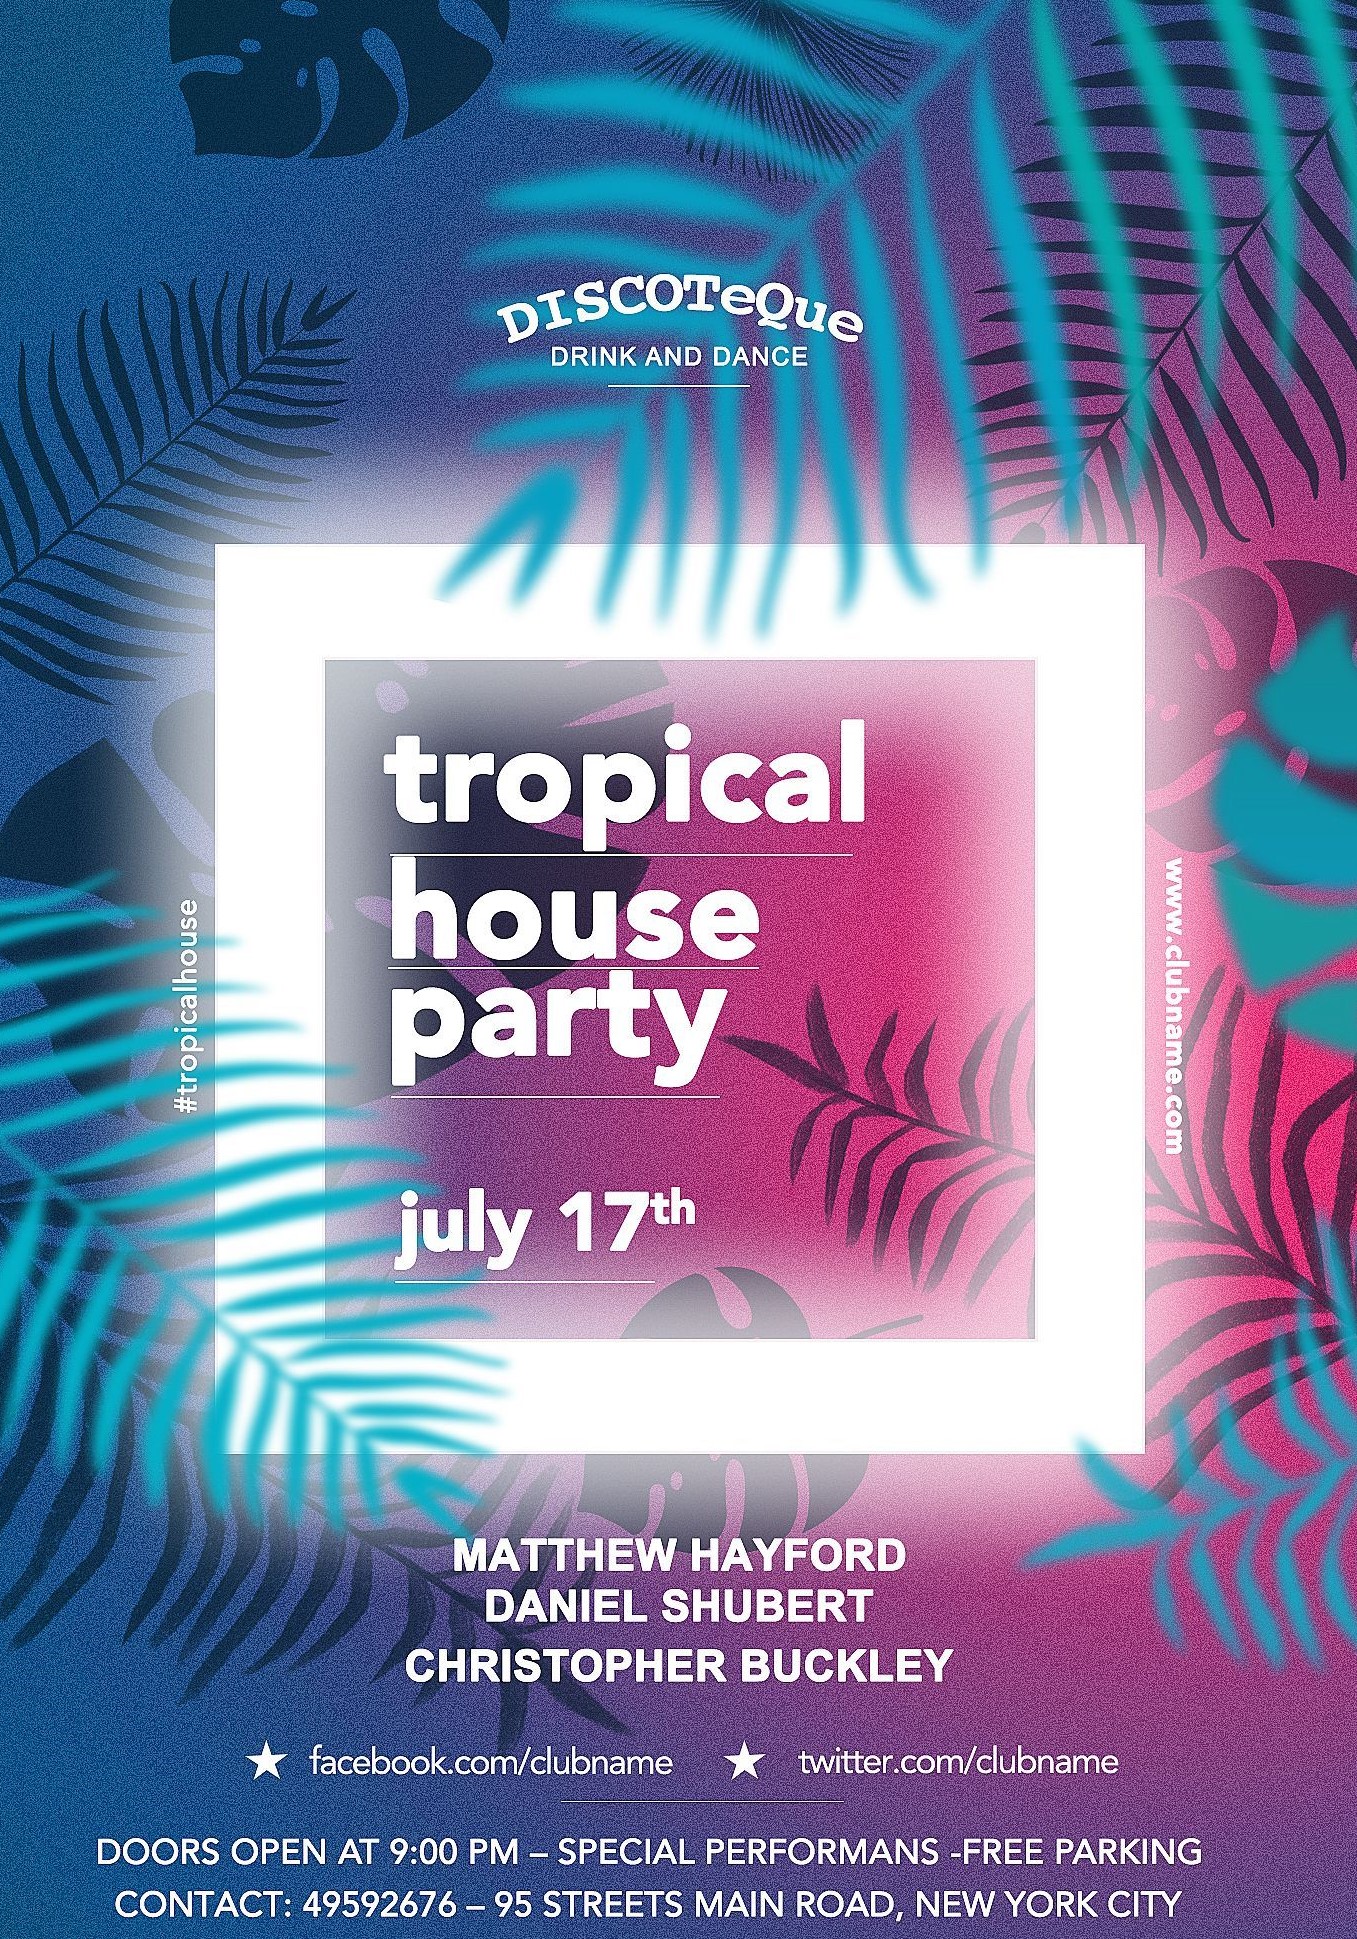 DISCOTeQue
DRINK AND DANCE
tropical
house
party
july 17th
#tropicalhouse
www.clubname.com
MATTHEW HAYFORD
DANIEL SHUBERT
CHRISTOPHER BUCKLEY
★ facebook.com/clubname ★ twitter.com/clubname
DOORS OPEN AT 9:00 PM – SPECIAL PERFORMANS -FREE PARKING
CONTACT: 49592676 – 95 STREETS MAIN ROAD, NEW YORK CITY